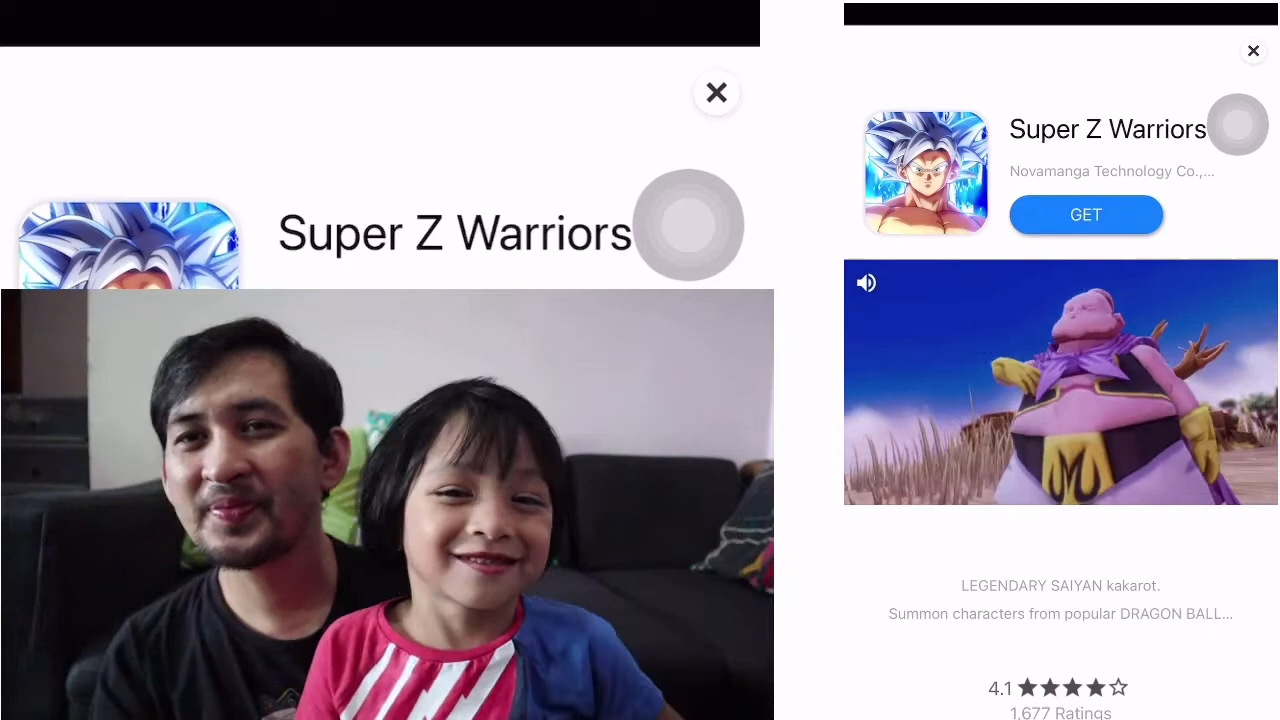 Super Z Warriors
Super Z Warriors
Novamanga Technology Co.,...
GET
LEGENDARY SAIYAN kakarot.
Summon characters from popular DRAGON BALL...
4.1
1,677 Ratings